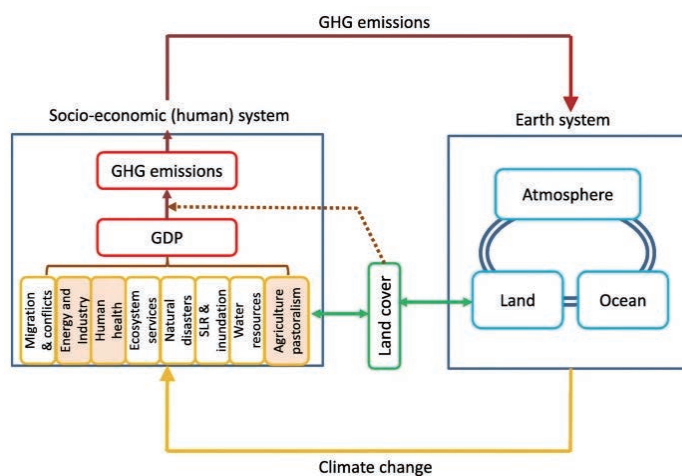 GHG emissions
Socio-economic (human) system
Earth system
GHG emissions
GDP
Atmosphere
Land
Ocean
Land cover
Migration
& conflicts
Energy and
Industry
Human
health
Ecosystem
services
Natural
disasters
SLR &
inundation
Water
resources
Agriculture
pastoralism
Climate change